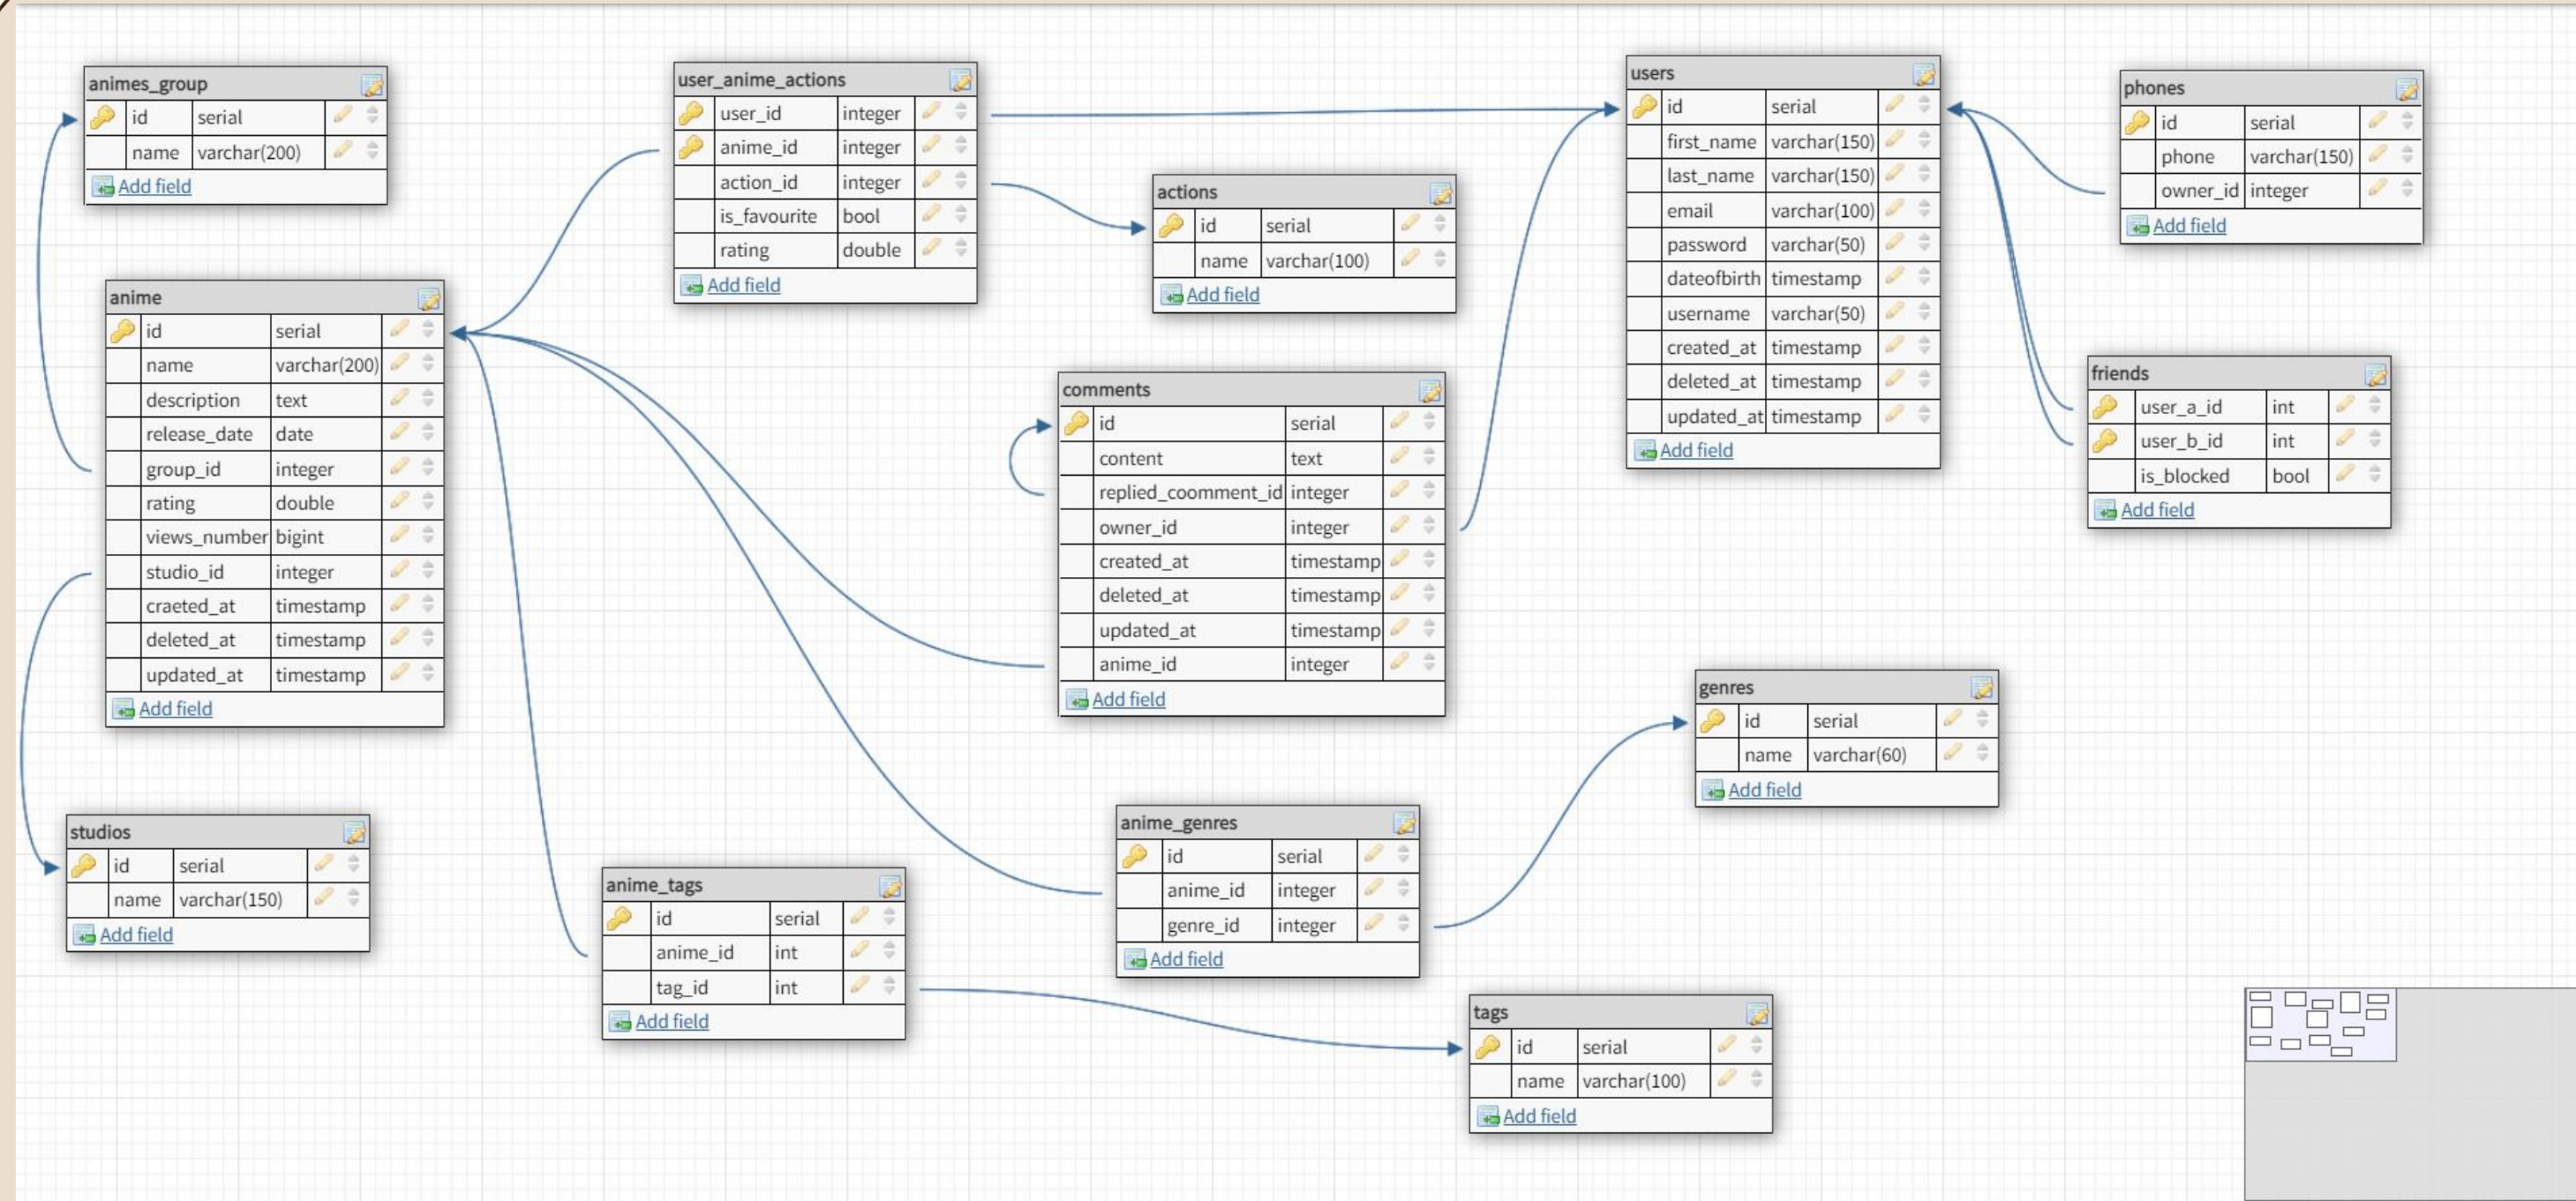 animes_group
id serial
name varchar(200)
Add field
user_anime_actions
user_id integer
anime_id integer
action_id integer
is_favourite bool
rating double
Add field
users
id serial
first_name varchar(150)
last_name varchar(150)
email varchar(100)
password varchar(50)
dateofbirth timestamp
username varchar(50)
created_at timestamp
deleted_at timestamp
updated_at timestamp
Add field
phones
id serial
phone varchar(150)
owner_id integer
Add field
actions
id serial
name varchar(100)
Add field
anime
id serial
name varchar(200)
description text
release_date date
group_id integer
rating double
views_number bigint
studio_id integer
craeted_at timestamp
deleted_at timestamp
updated_at timestamp
Add field
comments
id serial
content text
replied_coomment_id integer
owner_id integer
created_at timestamp
deleted_at timestamp
updated_at timestamp
anime_id integer
Add field
friends
user_a_id int
user_b_id int
is_blocked bool
Add field
genres
id serial
name varchar(60)
Add field
studios
id serial
name varchar(150)
Add field
anime_tags
id serial
anime_id int
tag_id int
Add field
anime_genres
id serial
anime_id integer
genre_id integer
Add field
tags
id serial
name varchar(100)
Add field